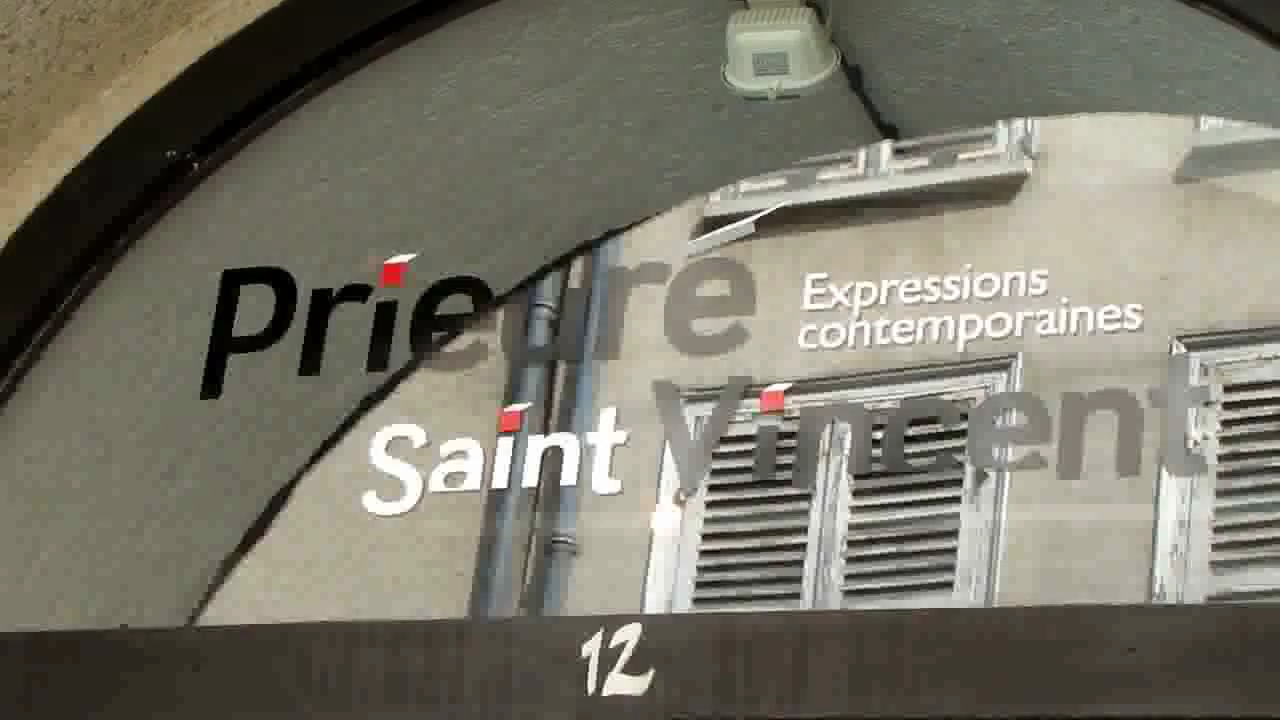 Prieuré
Expressions
contemporaines
Saint Vincent
12